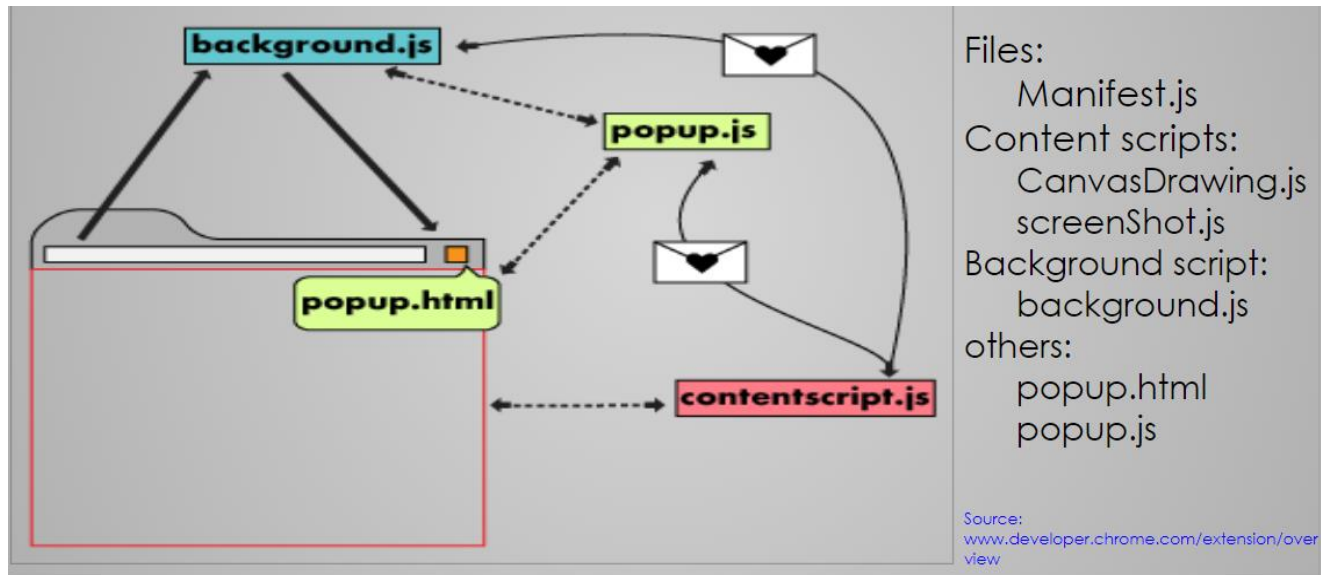 background.js
popup.js
popup.html
contentscript.js
Files:
Manifest.js
Content scripts:
CanvasDrawing.js
screenShot.js
Background script:
background.js
others:
popup.html
popup.js
Source:
www.developer.chrome.com/extension/over
view